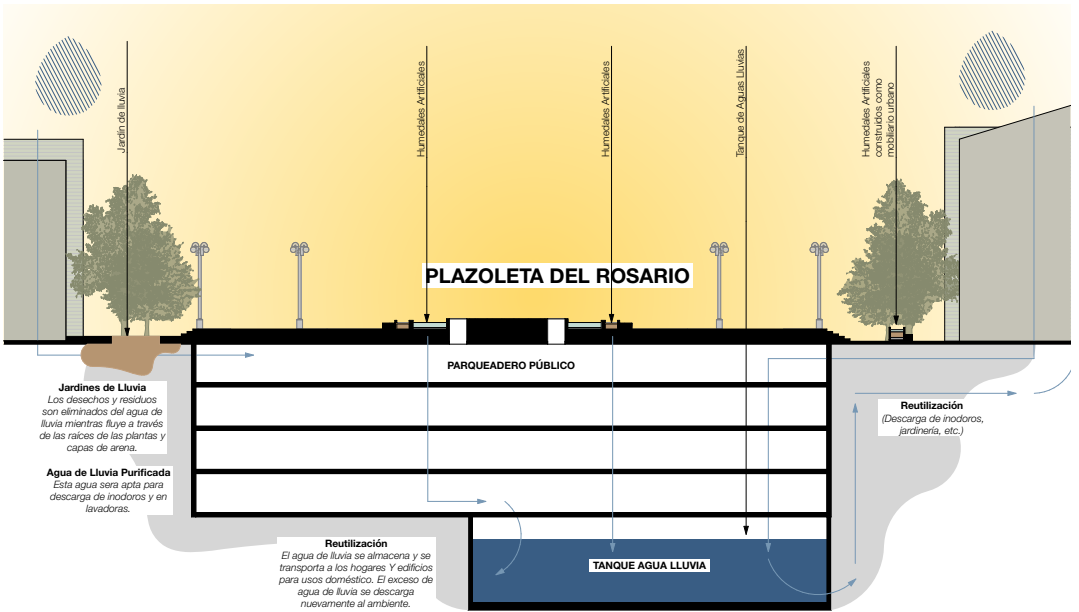 Jardín de lluvia
Humedales Artificiales
Humedales Artificiales
Tanque de Aguas Lluvias
Humedales Artificiales
construidos como
mobiliario urbano
PLAZOLETA DEL ROSARIO
PARQUEADERO PÚBLICO
Jardines de Lluvia
Los desechos y residuos
son eliminados del agua de
lluvia mientras fluye a través
de las raíces de las plantas y
capas de arena.
Agua de Lluvia Purificada
Esta agua sera apta para
descarga de inodoros y en
lavadoras.
Reutilización
(Descarga de inodoros,
jardinería, etc.)
Reutilización
El agua de lluvia se almacena y se
transporta a los hogares Y edificios
para usos doméstico. El exceso de
agua de lluvia se descarga
nuevamente al ambiente.
TANQUE AGUA LLUVIA